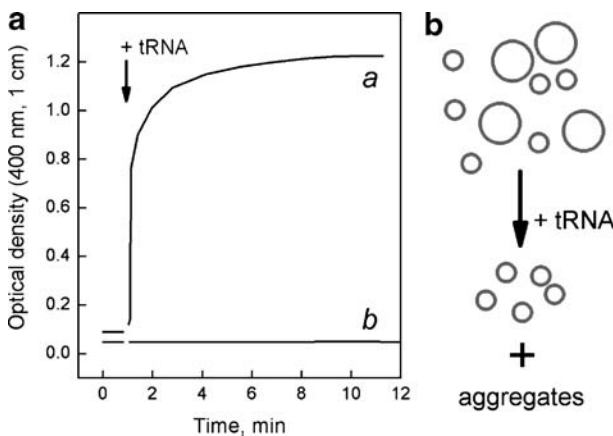 a
b
+ tRNA
a
b
Optical density (400 nm, 1 cm)
1.2
1.0
0.8
0.6
0.4
0.2
0.0
0 2 4 6 8 10 12
Time, min
+ tRNA
+
aggregates